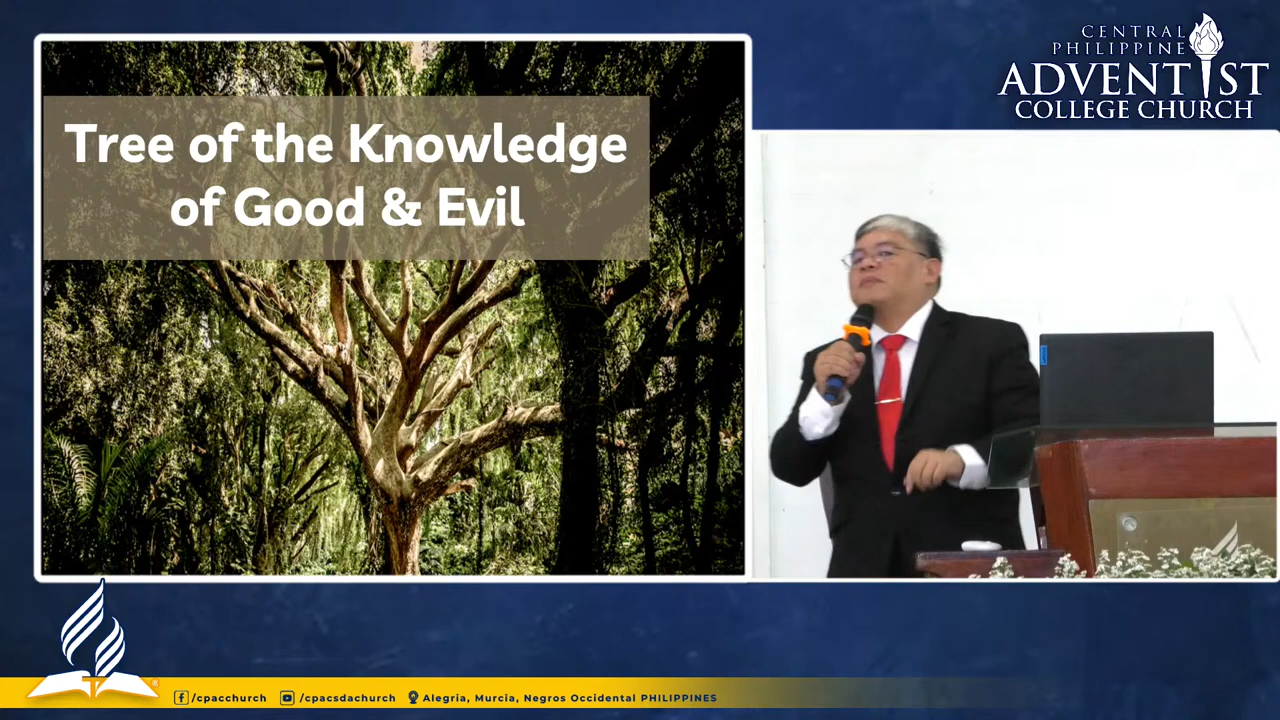 Tree of the Knowledge
of Good & Evil
CENTRAL
PHILIPPINE
ADVENTIST
COLLEGE CHURCH
/cpacchurch
/cpacsdachurch
Alegria, Murcia, Negros Occidental PHILIPPINES